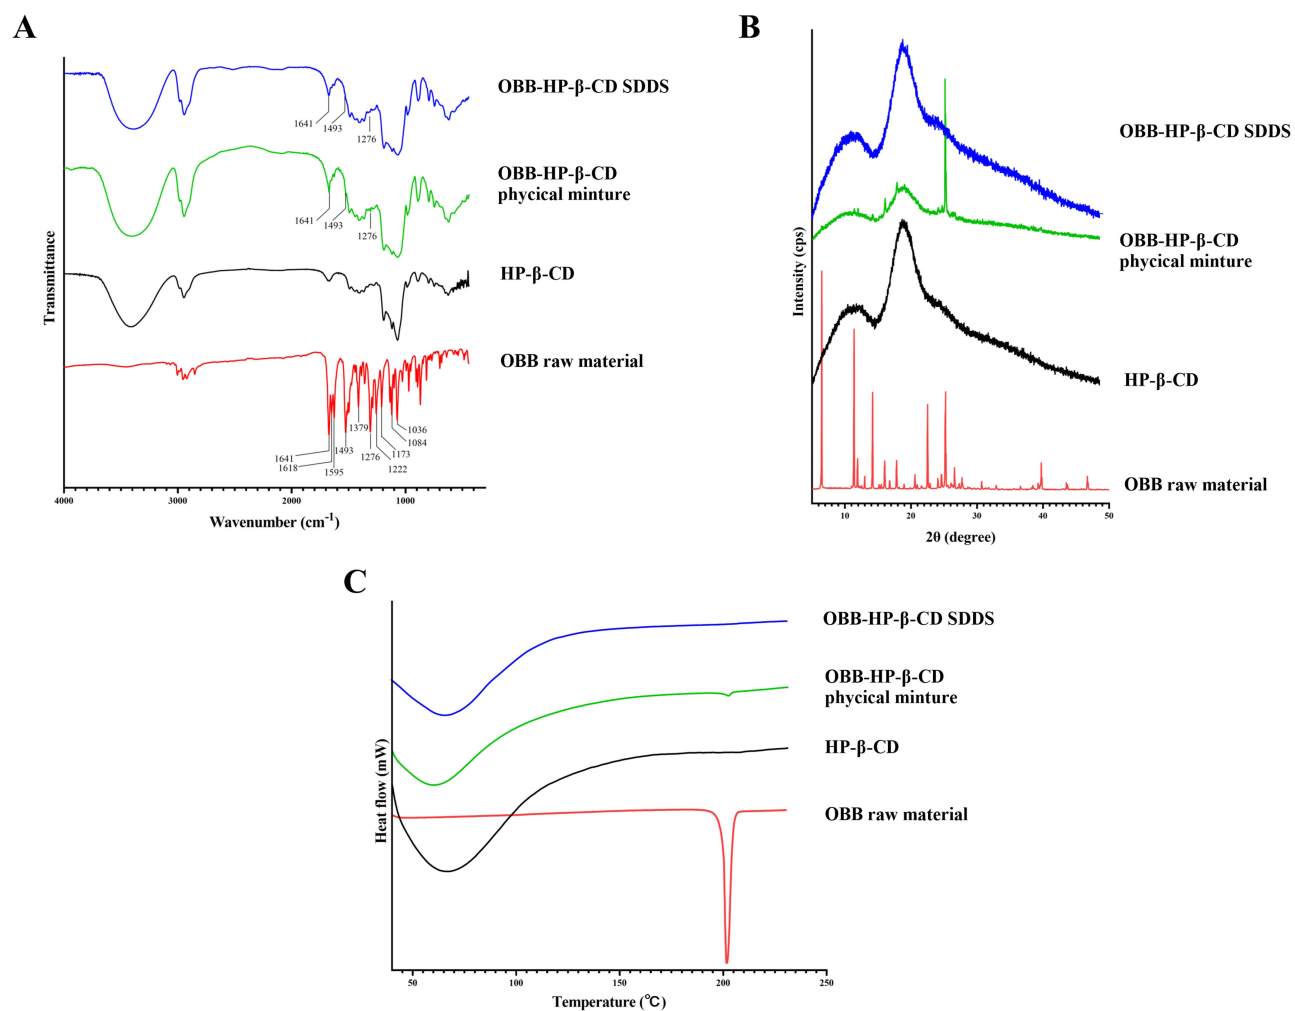 A
OBB-HP-β-CD SDDS
1641
1493
1276
OBB-HP-β-CD
phycical minture
1641
1493
1276
HP-β-CD
OBB raw material
1641
1618
1595
1493
1379
1276
1222
1173
1084
1036
Transmittance
4000
3000
2000
1000
Wavenumber (cm-1)
B
OBB-HP-β-CD SDDS
OBB-HP-β-CD
phycical minture
HP-β-CD
OBB raw material
Intensity (cps)
10
20
30
40
50
2θ (degree)
C
OBB-HP-β-CD SDDS
OBB-HP-β-CD
phycical minture
HP-β-CD
OBB raw material
Heat flow (mW)
50
100
150
200
250
Temperature (℃)